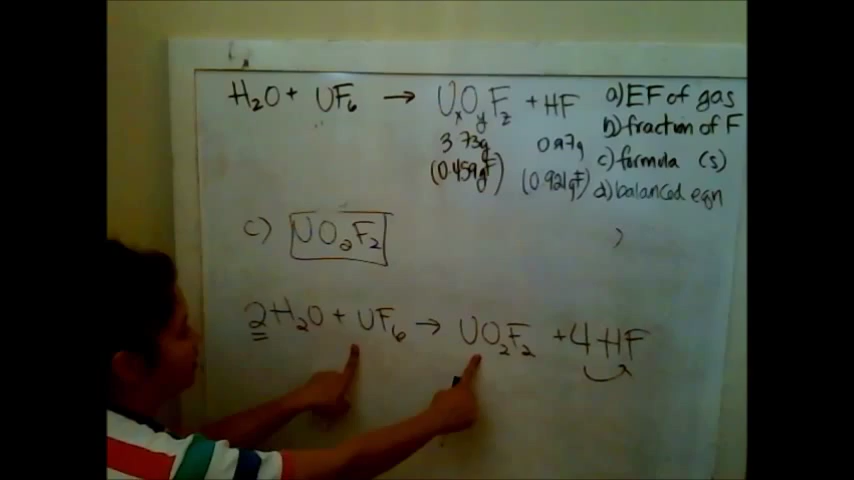 H₂O + UF₆ → UₓOᵧF_z + HF
3.73g 0.97g
(0.459gF) (0.921gF)
a) EF of gas
b) fraction of F
c) formula (s)
d) balanced eqn
c) UO₂F₂
2H₂O + UF₆ → UO₂F₂ + 4HF